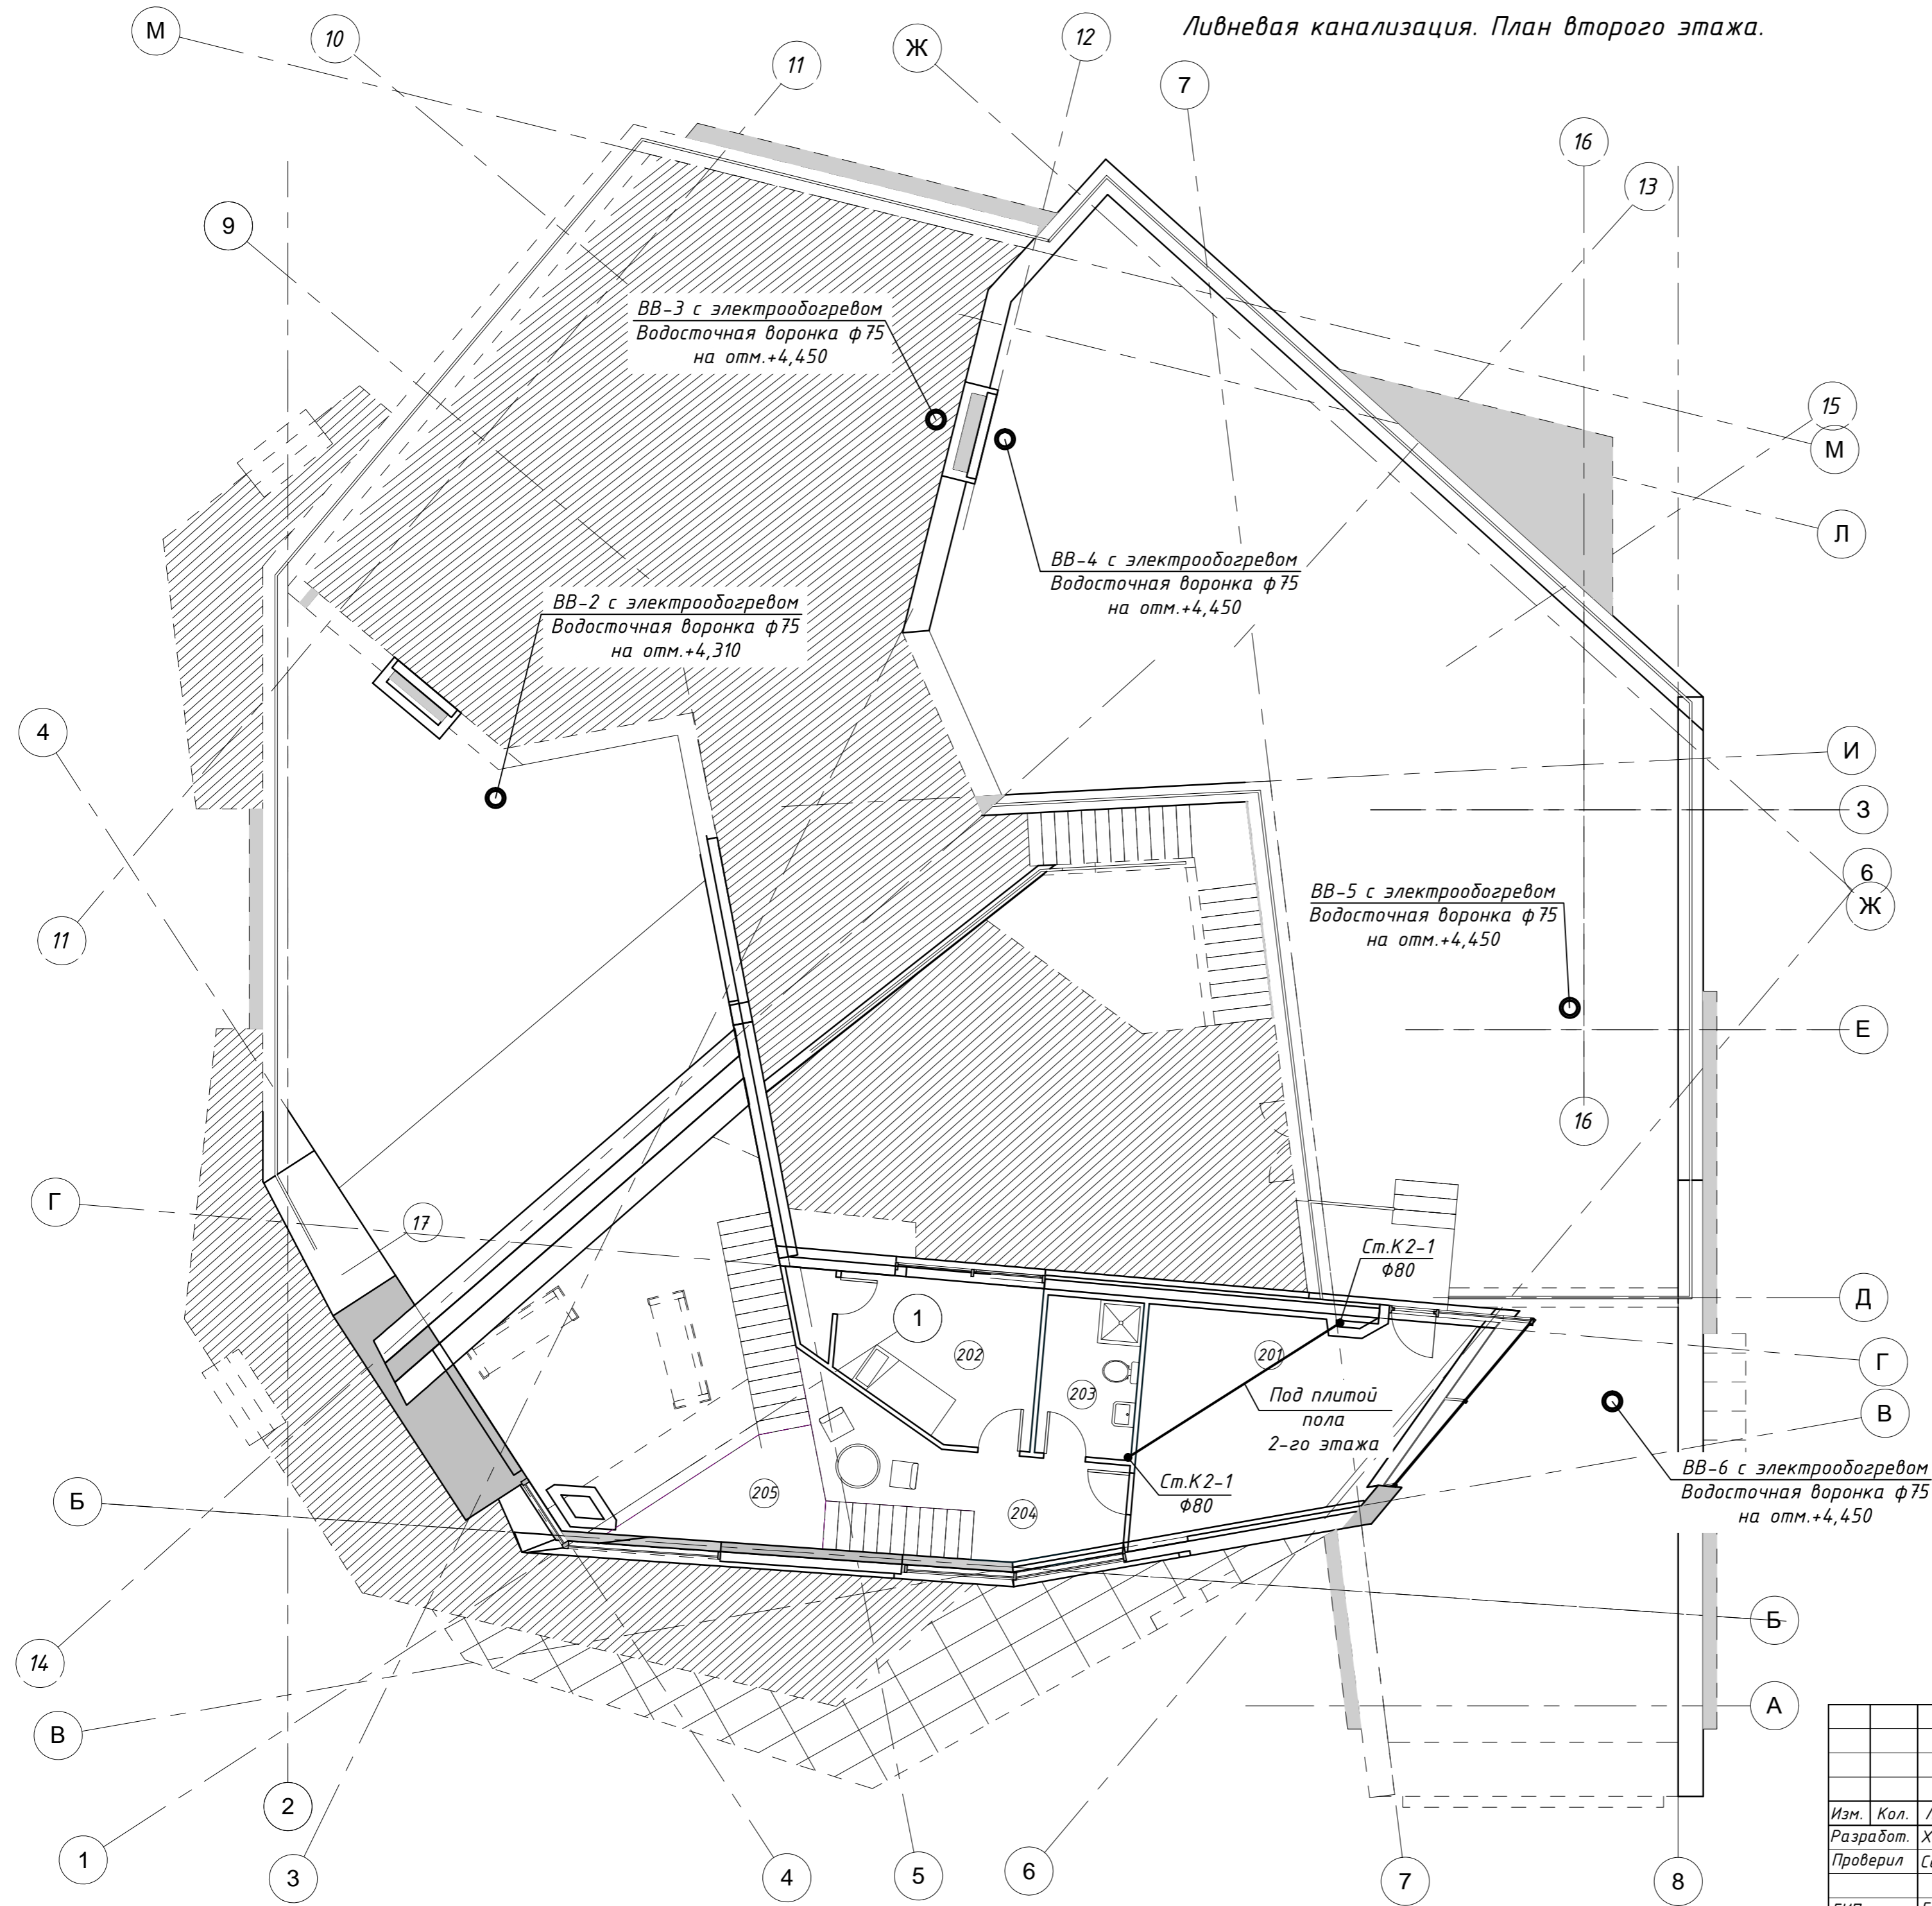 Ливневая канализация. План второго этажа.
М
10
11
Ж
12
7
16
13
9
15
М
Л
ВВ-3 с электрообогревом
Водосточная воронка ф75
на отм.+4,450
ВВ-4 с электрообогревом
Водосточная воронка ф75
на отм.+4,450
ВВ-2 с электрообогревом
Водосточная воронка ф75
на отм.+4,310
4
И
З
6
Ж
ВВ-5 с электрообогревом
Водосточная воронка ф75
на отм.+4,450
11
Е
16
Г
17
Ст.К2-1
Ф80
Д
1
202
201
203
Г
Под плитой
пола
2-го этажа
В
ВВ-6 с электрообогревом
Водосточная воронка ф75
на отм.+4,450
Б
205
204
Ст.К2-1
Ф80
Б
14
В
А
2
1
3
4
5
6
7
8
Изм. Кол.
Разработ.
Проверил